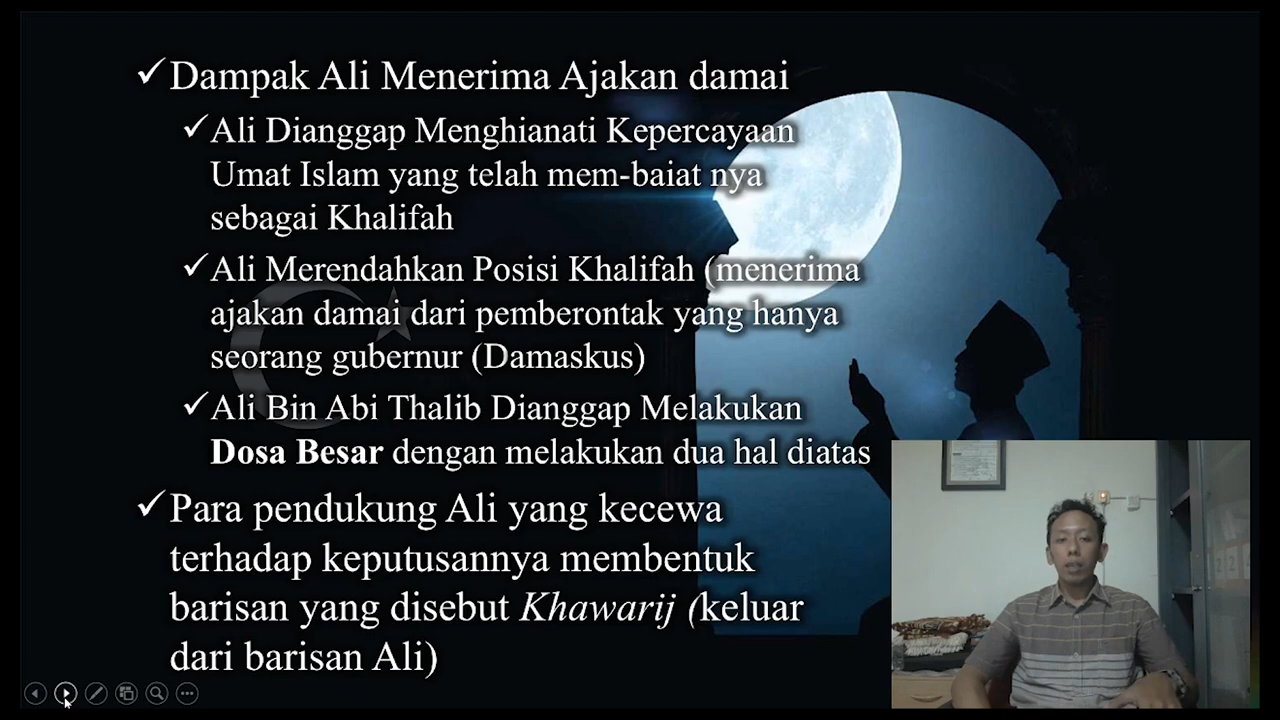 Dampak Ali Menerima Ajakan damai
Ali Dianggap Menghianati Kepercayaan
Umat Islam yang telah mem-baiat nya
sebagai Khalifah
Ali Merendahkan Posisi Khalifah (menerima
ajakan damai dari pemberontak yang hanya
seorang gubernur (Damaskus)
Ali Bin Abi Thalib Dianggap Melakukan
Dosa Besar dengan melakukan dua hal diatas
Para pendukung Ali yang kecewa
terhadap keputusannya membentuk
barisan yang disebut Khawarij (keluar
dari barisan Ali)